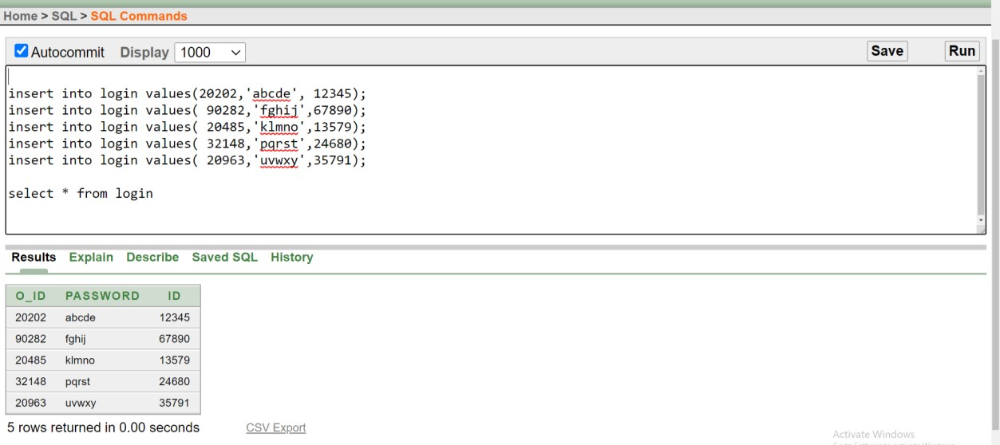 Home > SQL > SQL Commands
Autocommit Display 1000 Save Run
insert into login values(20202,'abcde', 12345);
insert into login values( 90282,'fghij',67890);
insert into login values( 20485,'klmno',13579);
insert into login values( 32148,'pqrst',24680);
insert into login values( 20963,'uvwxy',35791);
select * from login
Results Explain Describe Saved SQL History
O_ID PASSWORD ID
20202 abcde 12345
90282 fghij 67890
20485 klmno 13579
32148 pqrst 24680
20963 uvwxy 35791
5 rows returned in 0.00 seconds CSV Export
Activate Windows